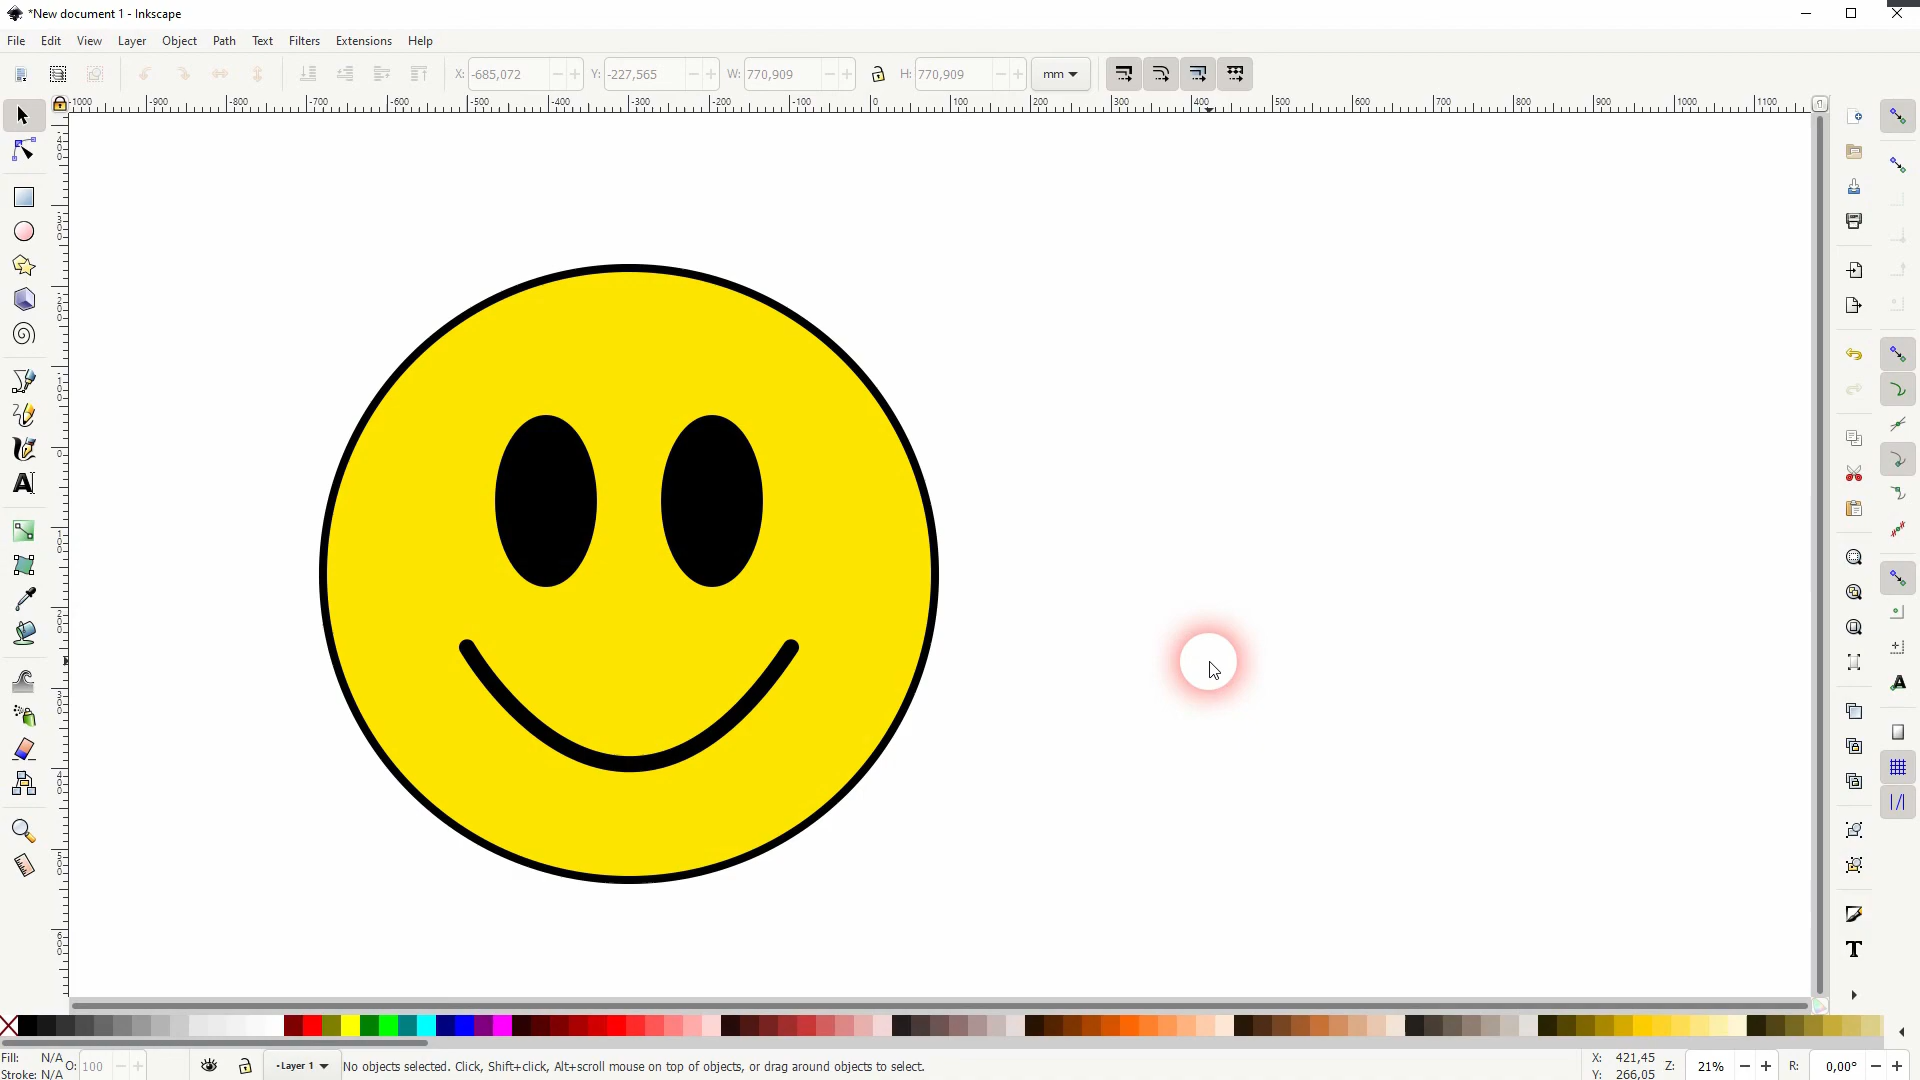 *New document 1 - Inkscape
File Edit View Layer Object Path Text Filters Extensions Help
X: -685,072 Y: -227,565 W: 770,909 H: 770,909 mm
-1000 -900 -800 -700 -600 -500 -400 -300 -200 -100 0 100 200 300 400 500 600 700 800 900 1000 1100
Fill: N/A O: 100 Layer 1 No objects selected. Click, Shift+click, Alt+scroll mouse on top of objects, or drag around objects to select. X: 421,45 Z: 21% R: 0,00°
Stroke: N/A Y: 266,05